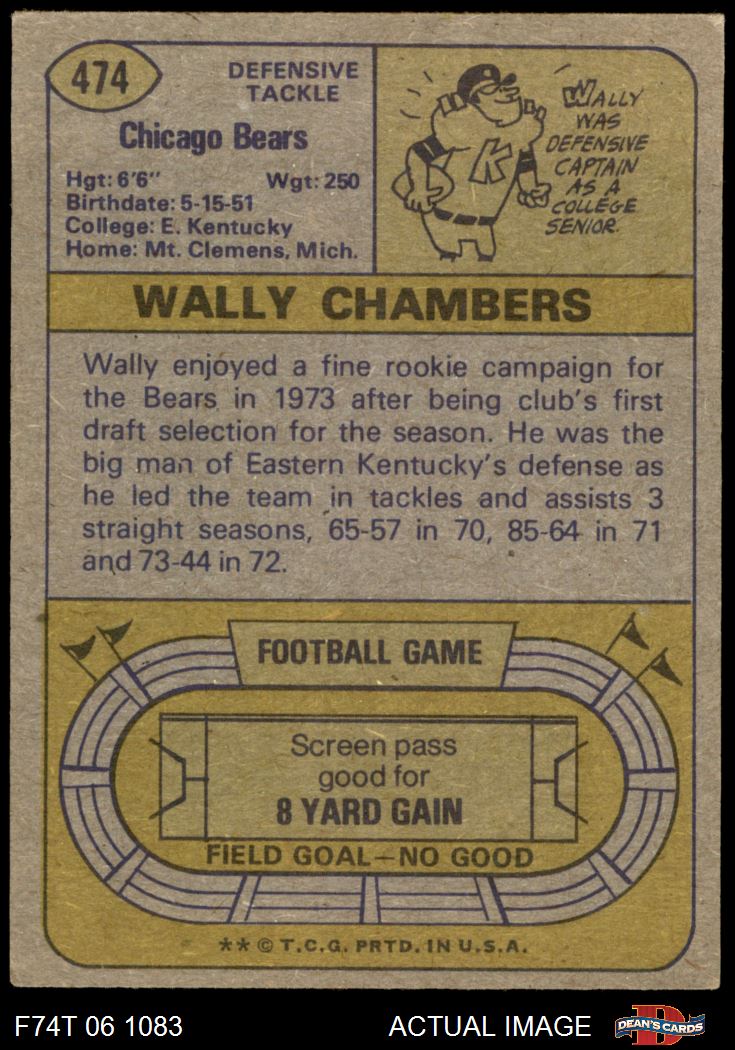 474
DEFENSIVE
TACKLE
Chicago Bears
Hgt: 6'6" Wgt: 250
Birthdate: 5-15-51
College: E. Kentucky
Home: Mt. Clemens, Mich.
K
WALLY
WAS
DEFENSIVE
CAPTAIN
AS A
COLLEGE
SENIOR.
WALLY CHAMBERS
Wally enjoyed a fine rookie campaign for
the Bears in 1973 after being club's first
draft selection for the season. He was the
big man of Eastern Kentucky's defense as
he led the team in tackles and assists 3
straight seasons, 65-57 in 70, 85-64 in 71
and 73-44 in 72.
FOOTBALL GAME
Screen pass
good for
8 YARD GAIN
FIELD GOAL—NO GOOD
** © T.C.G. PRTD. IN U.S.A.
F74T 06 1083 ACTUAL IMAGE
D
DEAN'S CARDS